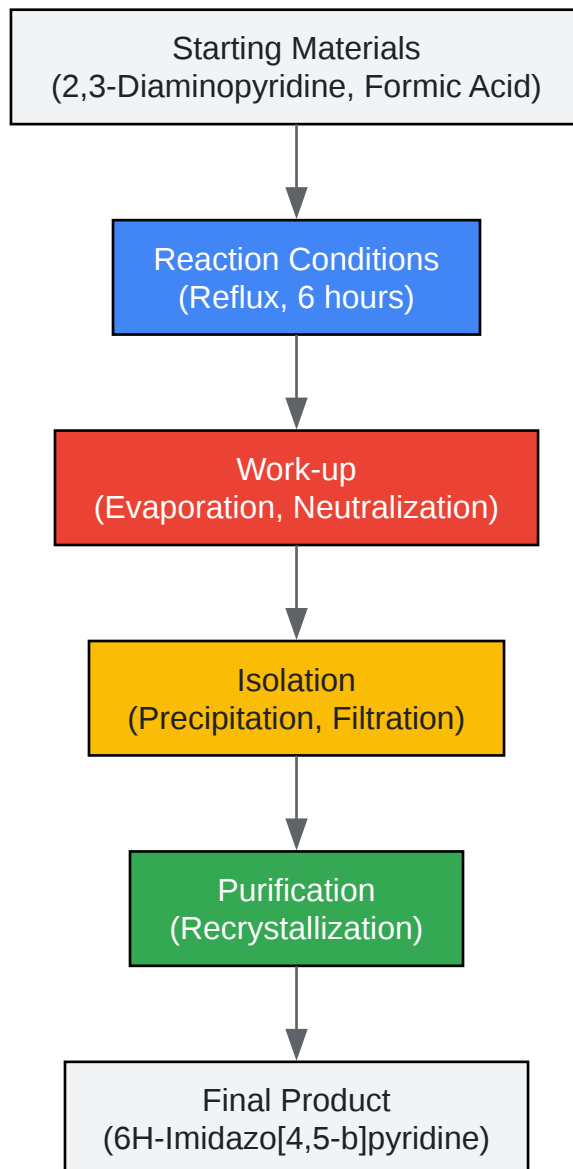 Starting Materials
(2,3-Diaminopyridine, Formic Acid)
Reaction Conditions
(Reflux, 6 hours)
Work-up
(Evaporation, Neutralization)
Isolation
(Precipitation, Filtration)
Purification
(Recrystallization)
Final Product
(6H-Imidazo[4,5-b]pyridine)